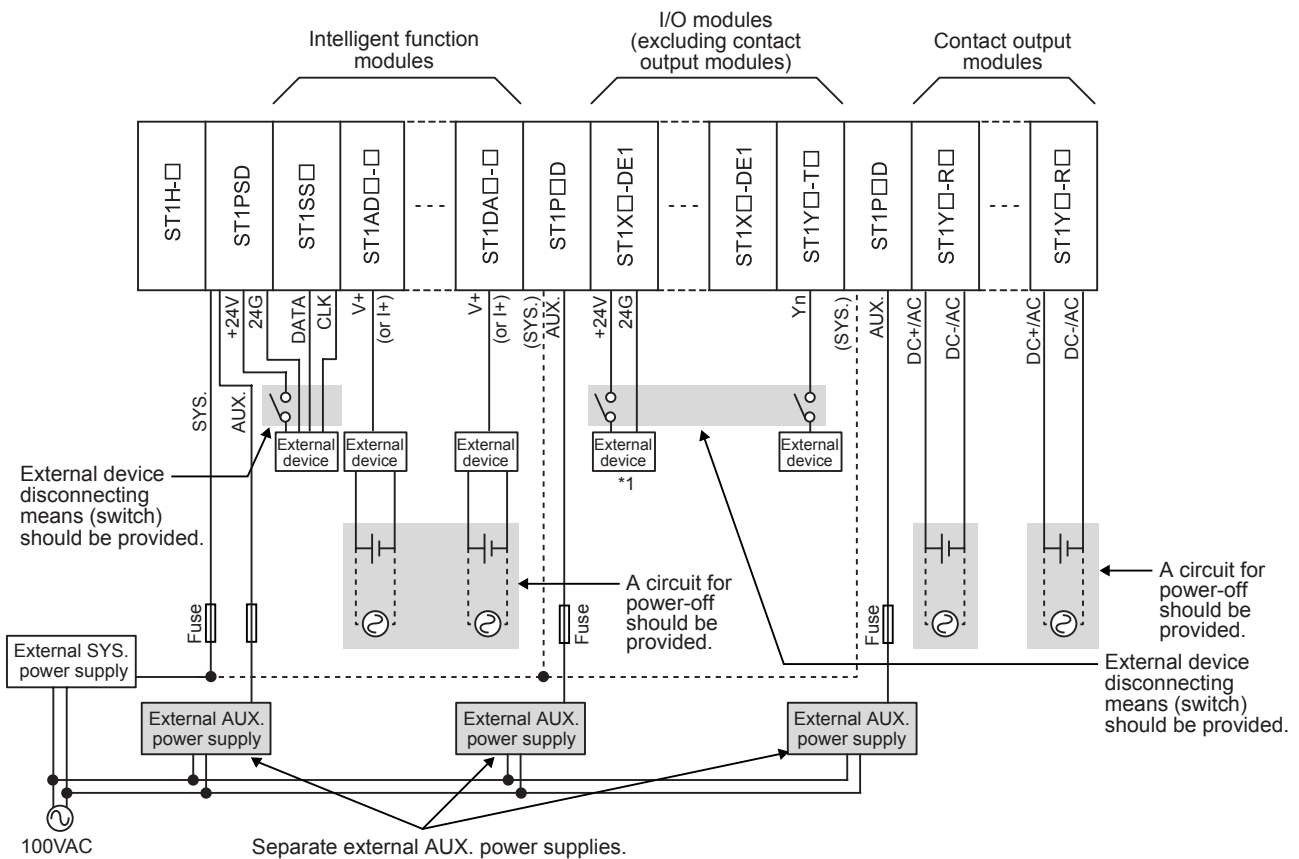 Intelligent function
modules
I/O modules
(excluding contact
output modules)
Contact output
modules
ST1H-□
ST1PSD
ST1SS□
ST1AD□-□
ST1DA□-□
ST1P□D
ST1X□-DE1
ST1X□-DE1
ST1Y□-T□
ST1P□D
ST1Y□-R□
ST1Y□-R□
SYS.
AUX.
+24V
24G
DATA
CLK
V+
(or I+)
V+
(or I+)
(SYS.)
AUX.
+24V
24G
Yn
(SYS.)
AUX.
DC+/AC
DC-/AC
DC+/AC
DC-/AC
External
device
External
device
External
device
External
device
*1
External
device
External device
disconnecting
means (switch)
should be provided.
A circuit for
power-off
should be
provided.
A circuit for
power-off
should be
provided.
External device
disconnecting
means (switch)
should be provided.
Fuse
Fuse
Fuse
External SYS.
power supply
External AUX.
power supply
External AUX.
power supply
External AUX.
power supply
100VAC
Separate external AUX. power supplies.